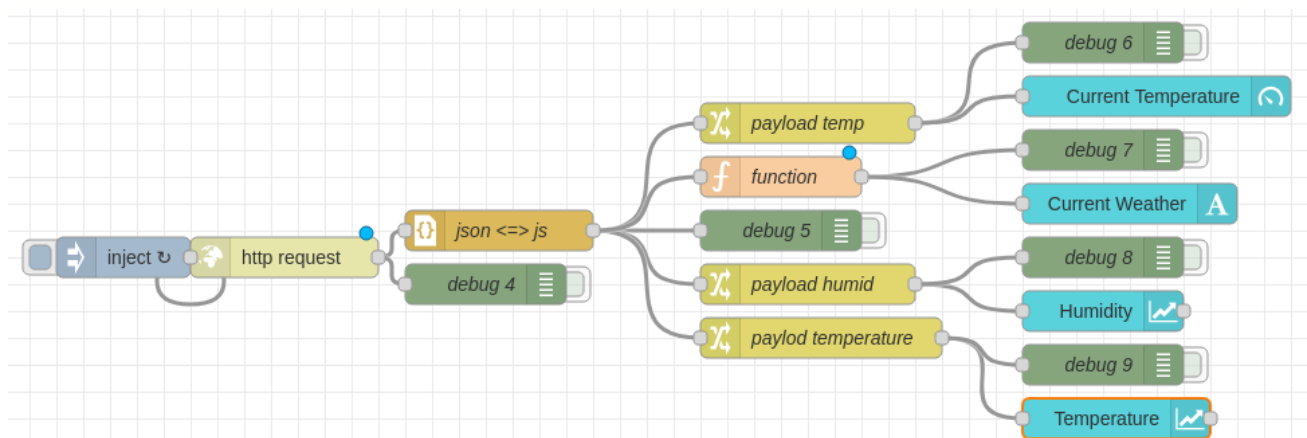 inject ↻
http request
json <=> js
debug 4
payload temp
function
debug 5
payload humid
paylod temperature
debug 6
Current Temperature
debug 7
Current Weather A
debug 8
Humidity
debug 9
Temperature